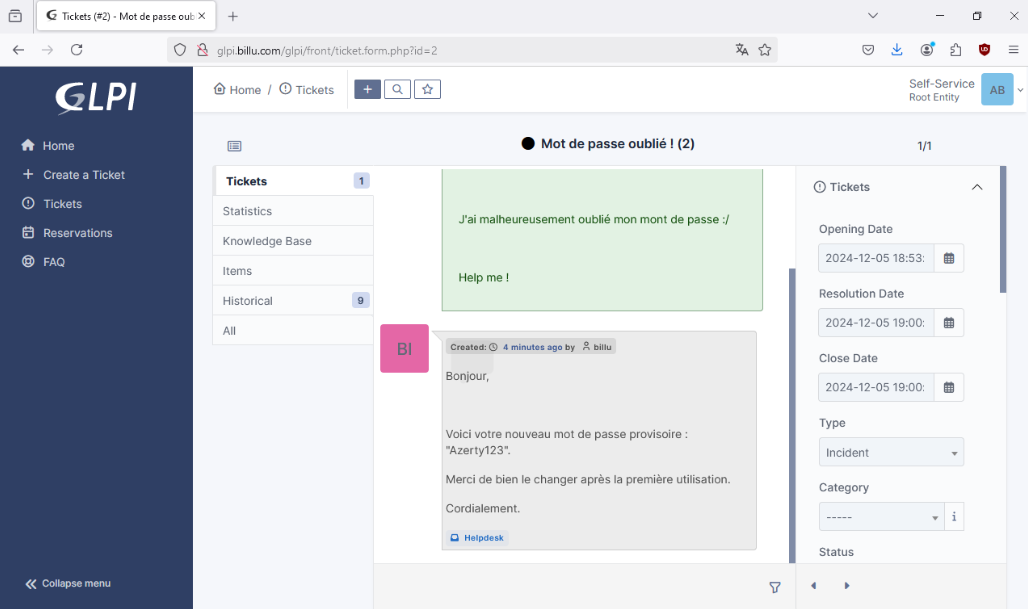 Tickets (#2) - Mot de passe oub
glpi.billu.com/glpi/front/ticket.form.php?id=2
GLPI
Home
Create a Ticket
Tickets
Reservations
FAQ
Collapse menu
Home / Tickets
Self-Service
Root Entity
AB
Mot de passe oublié ! (2)
1/1
Tickets 1
Statistics
Knowledge Base
Items
Historical 9
All
J'ai malheureusement oublié mon mont de passe :/
Help me !
BI
Created: 4 minutes ago by billu
Bonjour,
Voici votre nouveau mot de passe provisoire :
"Azerty123".
Merci de bien le changer après la première utilisation.
Cordialement.
Helpdesk
Tickets
Opening Date
2024-12-05 18:53:
Resolution Date
2024-12-05 19:00:
Close Date
2024-12-05 19:00:
Type
Incident
Category
-----
i
Status